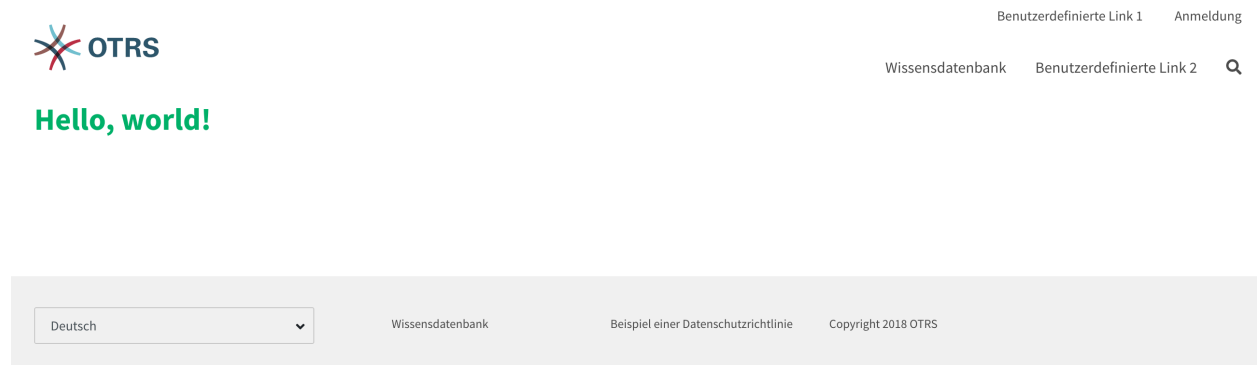 Benutzerdefinierte Link 1 Anmeldung
OTRS
Wissensdatenbank Benutzerdefinierte Link 2
Hello, world!
Deutsch Wissensdatenbank Beispiel einer Datenschutzrichtlinie Copyright 2018 OTRS